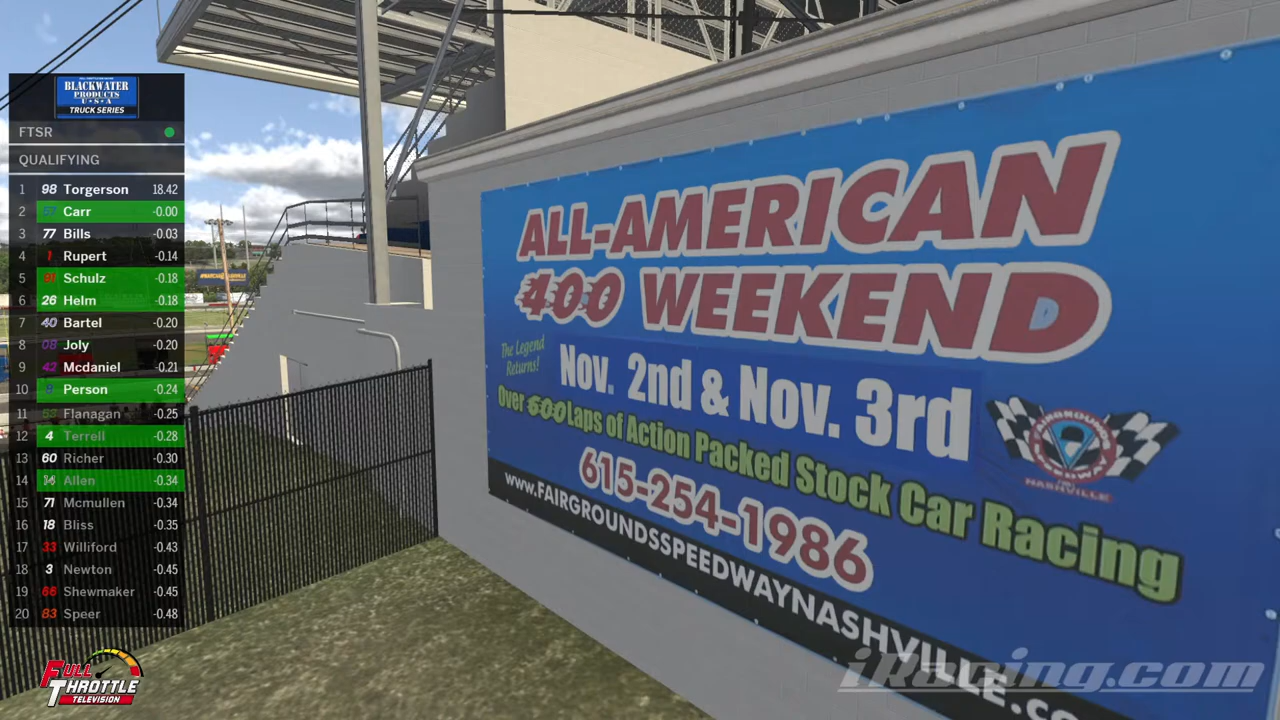 BLACKWATER
PRODUCTS
U·S·A
TRUCK SERIES
FTSR
QUALIFYING
1 98 Torgerson 18.42
2 Carr -0.00
3 77 Bills -0.03
4 1 Rupert -0.14
5 91 Schulz -0.18
6 26 Helm -0.18
7 40 Bartel -0.20
8 08 Joly -0.20
9 42 Mcdaniel -0.21
10 Person -0.24
11 53 Flanagan -0.25
12 4 Terrell -0.28
13 60 Richer -0.30
14 14 Allen -0.34
15 71 Mcmullen -0.34
16 18 Bliss -0.35
17 33 Williford -0.43
18 3 Newton -0.45
19 66 Shewmaker -0.45
20 83 Speer -0.48
FULL
THROTTLE
TELEVISION
ALL-AMERICAN
400 WEEKEND
The Legend
Returns!
Nov. 2nd & Nov. 3rd
Over 600 Laps of Action Packed Stock Car Racing
615-254-1986
www.FAIRGROUNDSSPEEDWAYNASHVILLE.co
FAIRGROUNDS
SPEEDWAY
NASHVILLE
iRacing.com